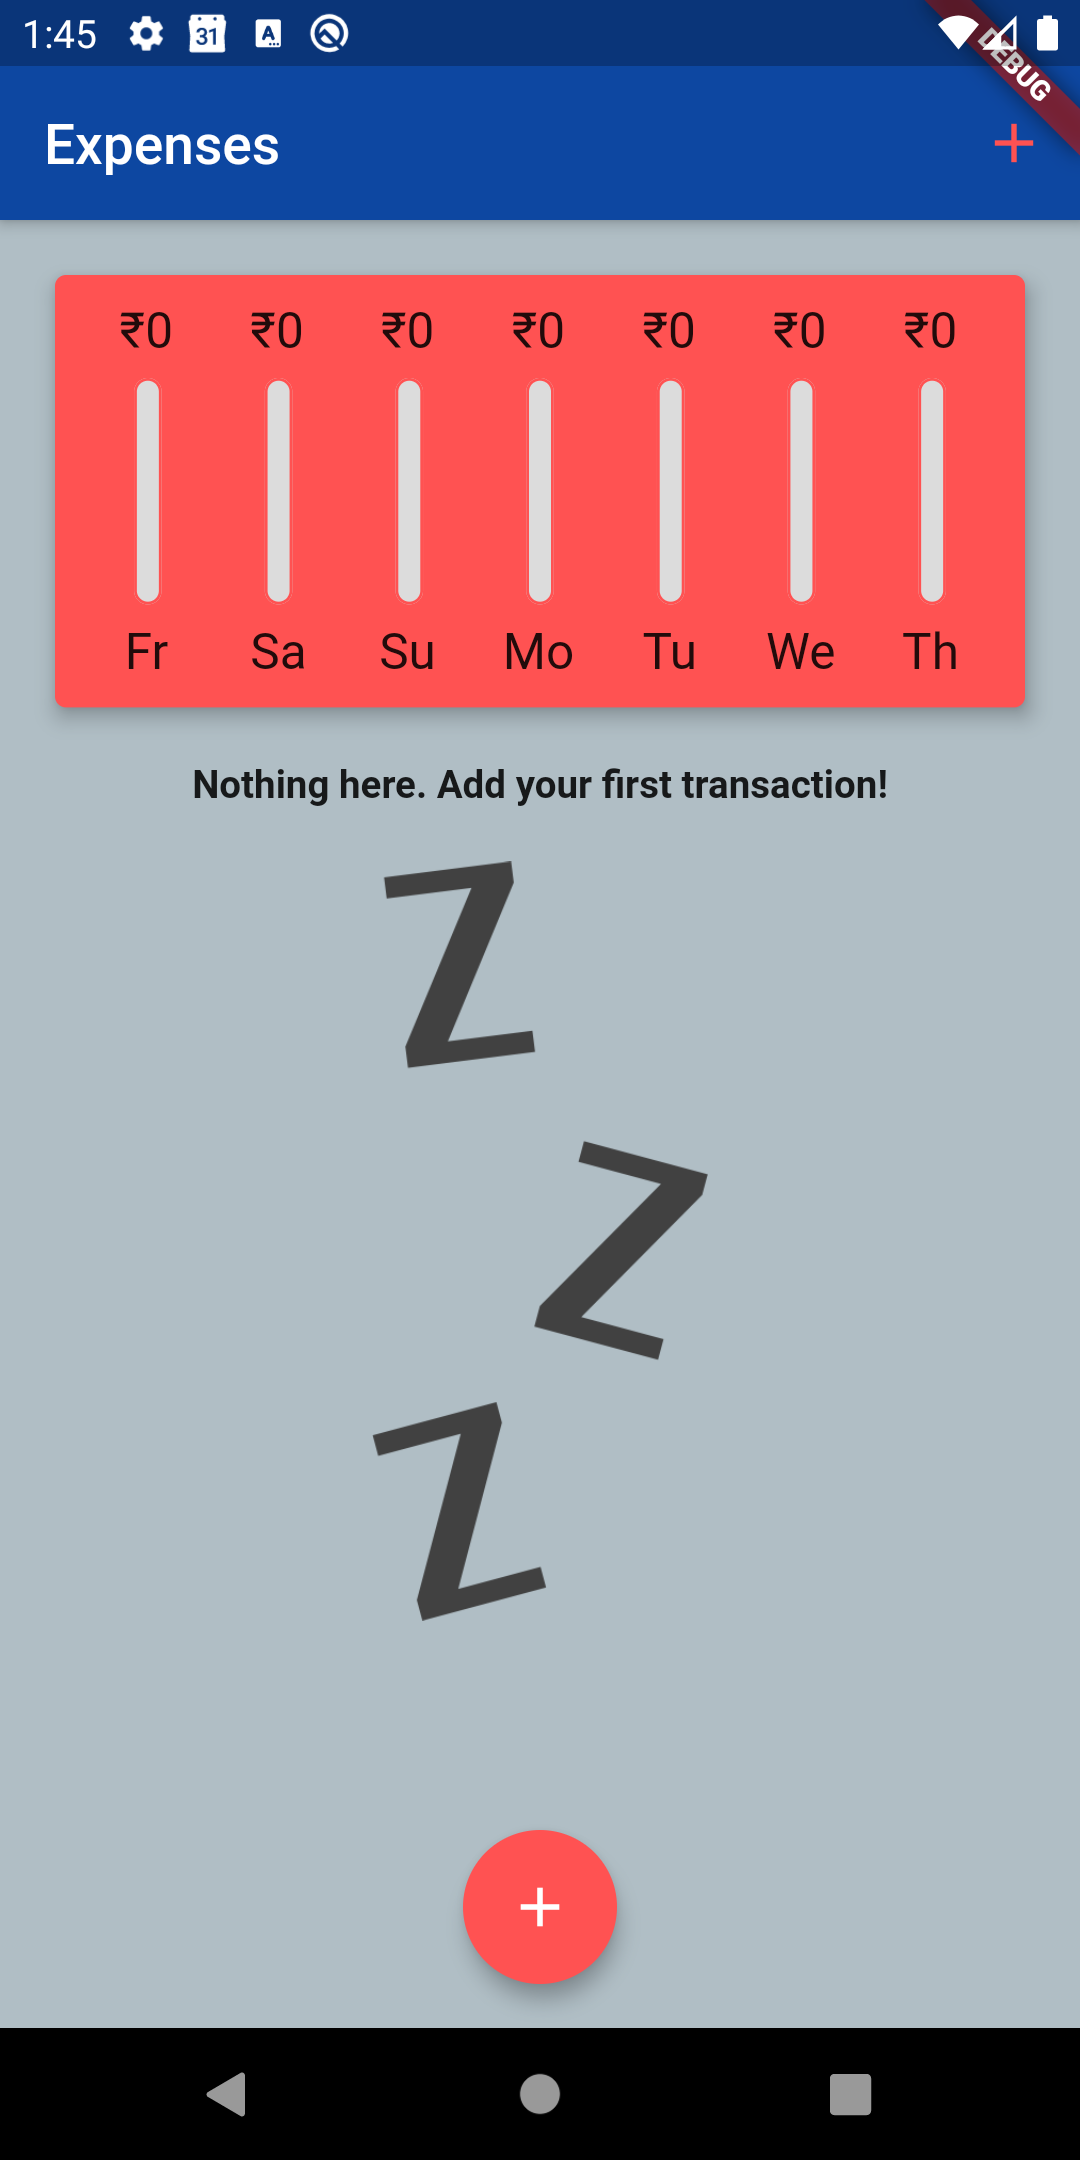 1:45
31
A
DEBUG
Expenses
₹0 ₹0 ₹0 ₹0 ₹0 ₹0 ₹0
Fr Sa Su Mo Tu We Th
Nothing here. Add your first transaction!
Z
Z
Z